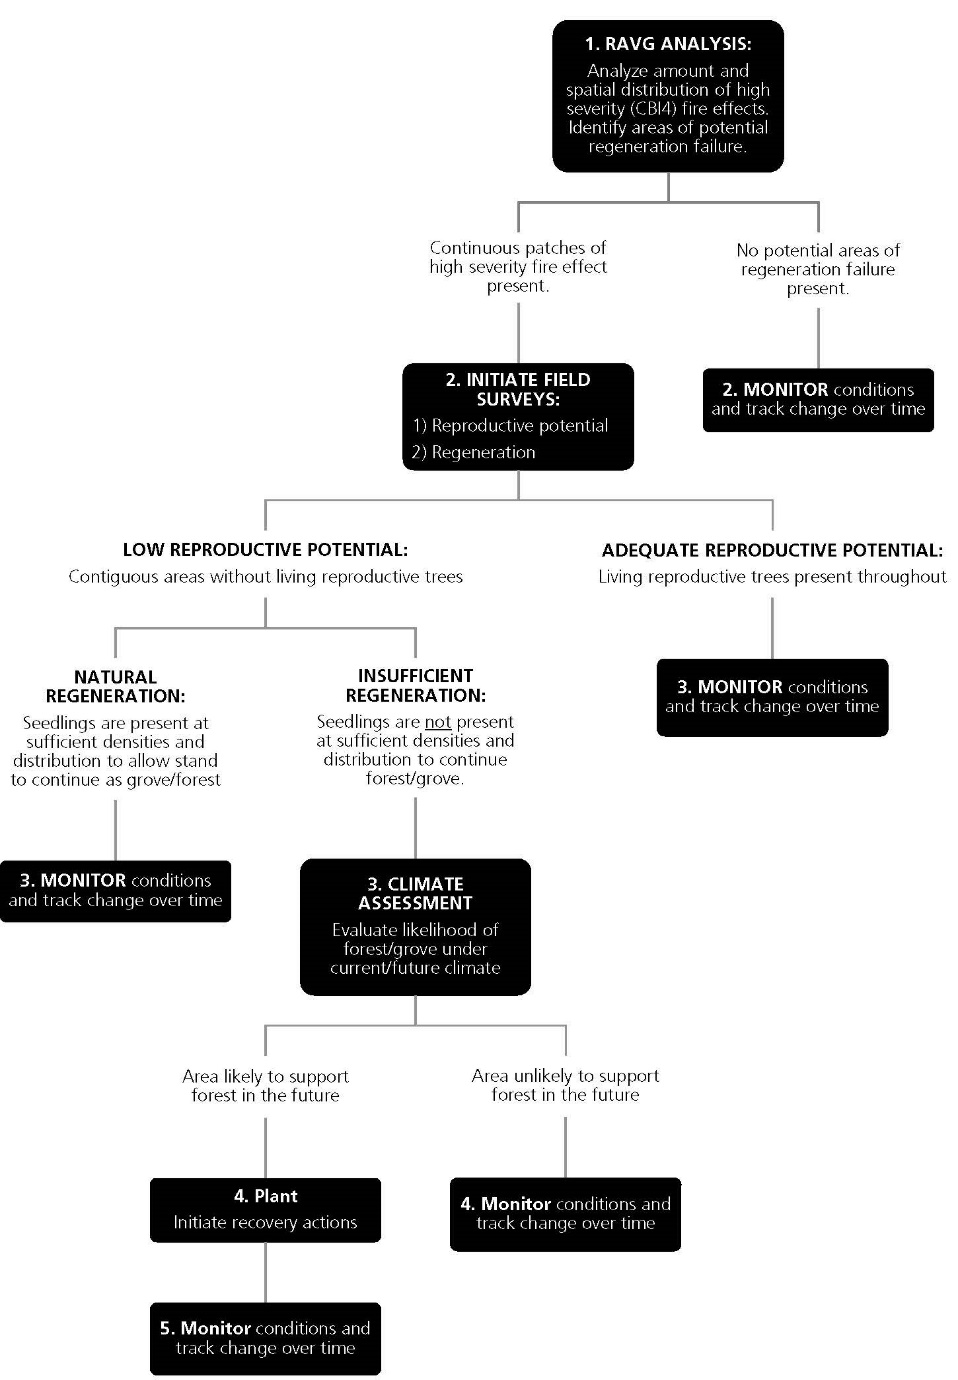 1. RAVG ANALYSIS:
Analyze amount and
spatial distribution of high
severity (CBI4) fire effects.
Identify areas of potential
regeneration failure.
Continuous patches of
high severity fire effect
present.
No potential areas of
regeneration failure
present.
2. INITIATE FIELD
SURVEYS:
1) Reproductive potential
2) Regeneration
2. MONITOR conditions
and track change over time
LOW REPRODUCTIVE POTENTIAL:
Contiguous areas without living reproductive trees
ADEQUATE REPRODUCTIVE POTENTIAL:
Living reproductive trees present throughout
NATURAL
REGENERATION:
Seedlings are present at
sufficient densities and
distribution to allow stand
to continue as grove/forest
INSUFFICIENT
REGENERATION:
Seedlings are not present
at sufficient densities and
distribution to continue
forest/grove.
3. MONITOR conditions
and track change over time
3. MONITOR conditions
and track change over time
3. CLIMATE
ASSESSMENT
Evaluate likelihood of
forest/grove under
current/future climate
Area likely to support
forest in the future
Area unlikely to support
forest in the future
4. Plant
Initiate recovery actions
4. Monitor conditions and
track change over time
5. Monitor conditions and
track change over time